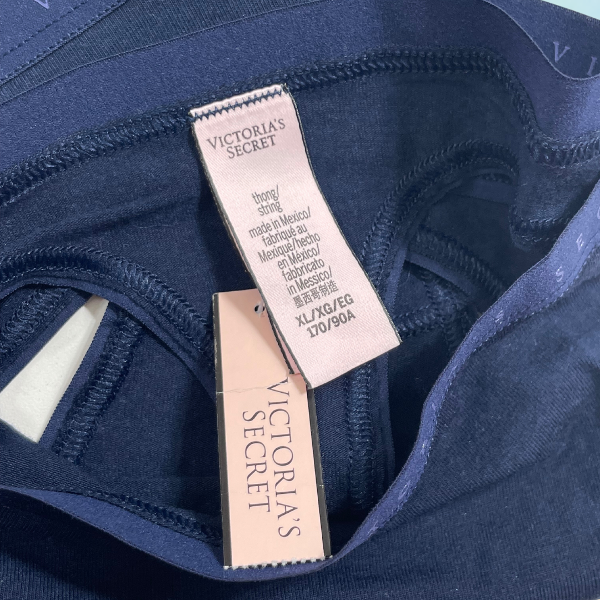 VICTORIA'S
SECRET
thong/
string
made in Mexico/
fabriqué au
Mexique/hecho
en México/
fabbricato
in Messico/
墨西哥制造
XL/XG/EG
170/90A
VICTORIA'S
SECRET
V
V I
S E C